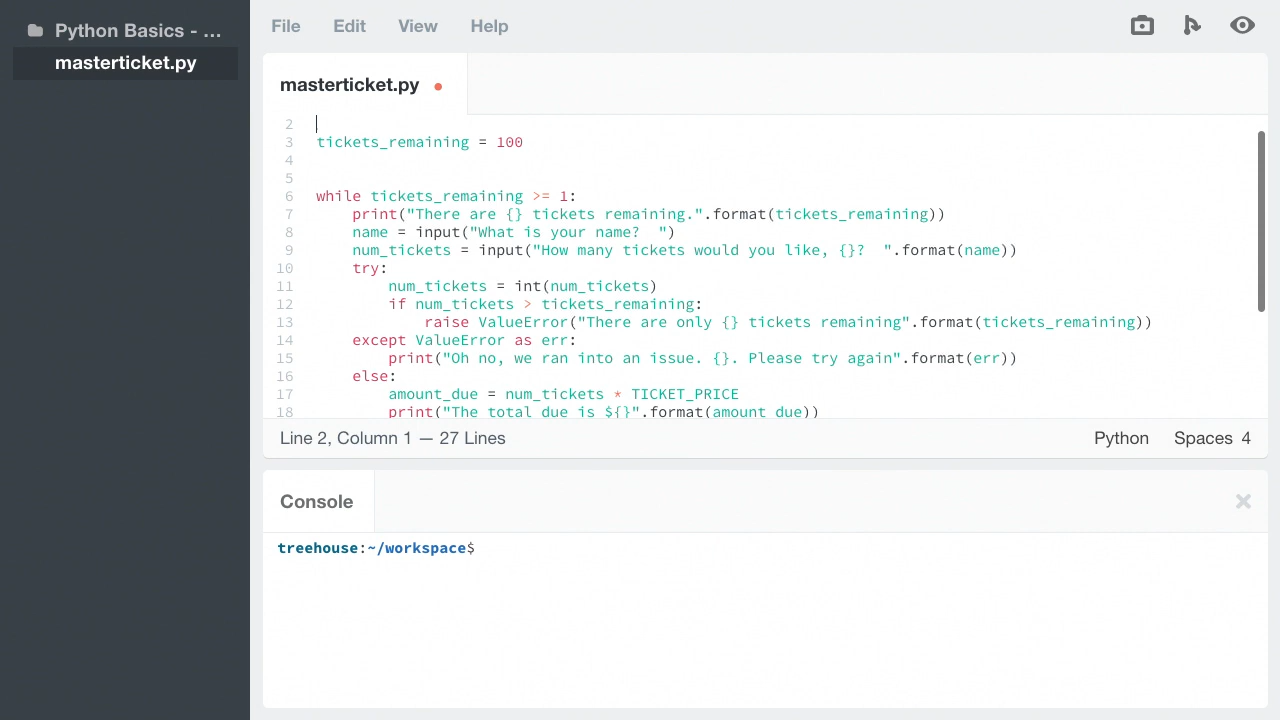 Python Basics - ...
masterticket.py
File Edit View Help
masterticket.py
2
3 tickets_remaining = 100
4
5
6 while tickets_remaining >= 1:
7     print("There are {} tickets remaining.".format(tickets_remaining))
8     name = input("What is your name?  ")
9     num_tickets = input("How many tickets would you like, {}?  ".format(name))
10     try:
11         num_tickets = int(num_tickets)
12         if num_tickets > tickets_remaining:
13             raise ValueError("There are only {} tickets remaining".format(tickets_remaining))
14     except ValueError as err:
15         print("Oh no, we ran into an issue. {}. Please try again".format(err))
16     else:
17         amount_due = num_tickets * TICKET_PRICE
18         print("The total due is ${}".format(amount_due))
Line 2, Column 1 — 27 Lines Python Spaces 4
Console
treehouse:~/workspace$